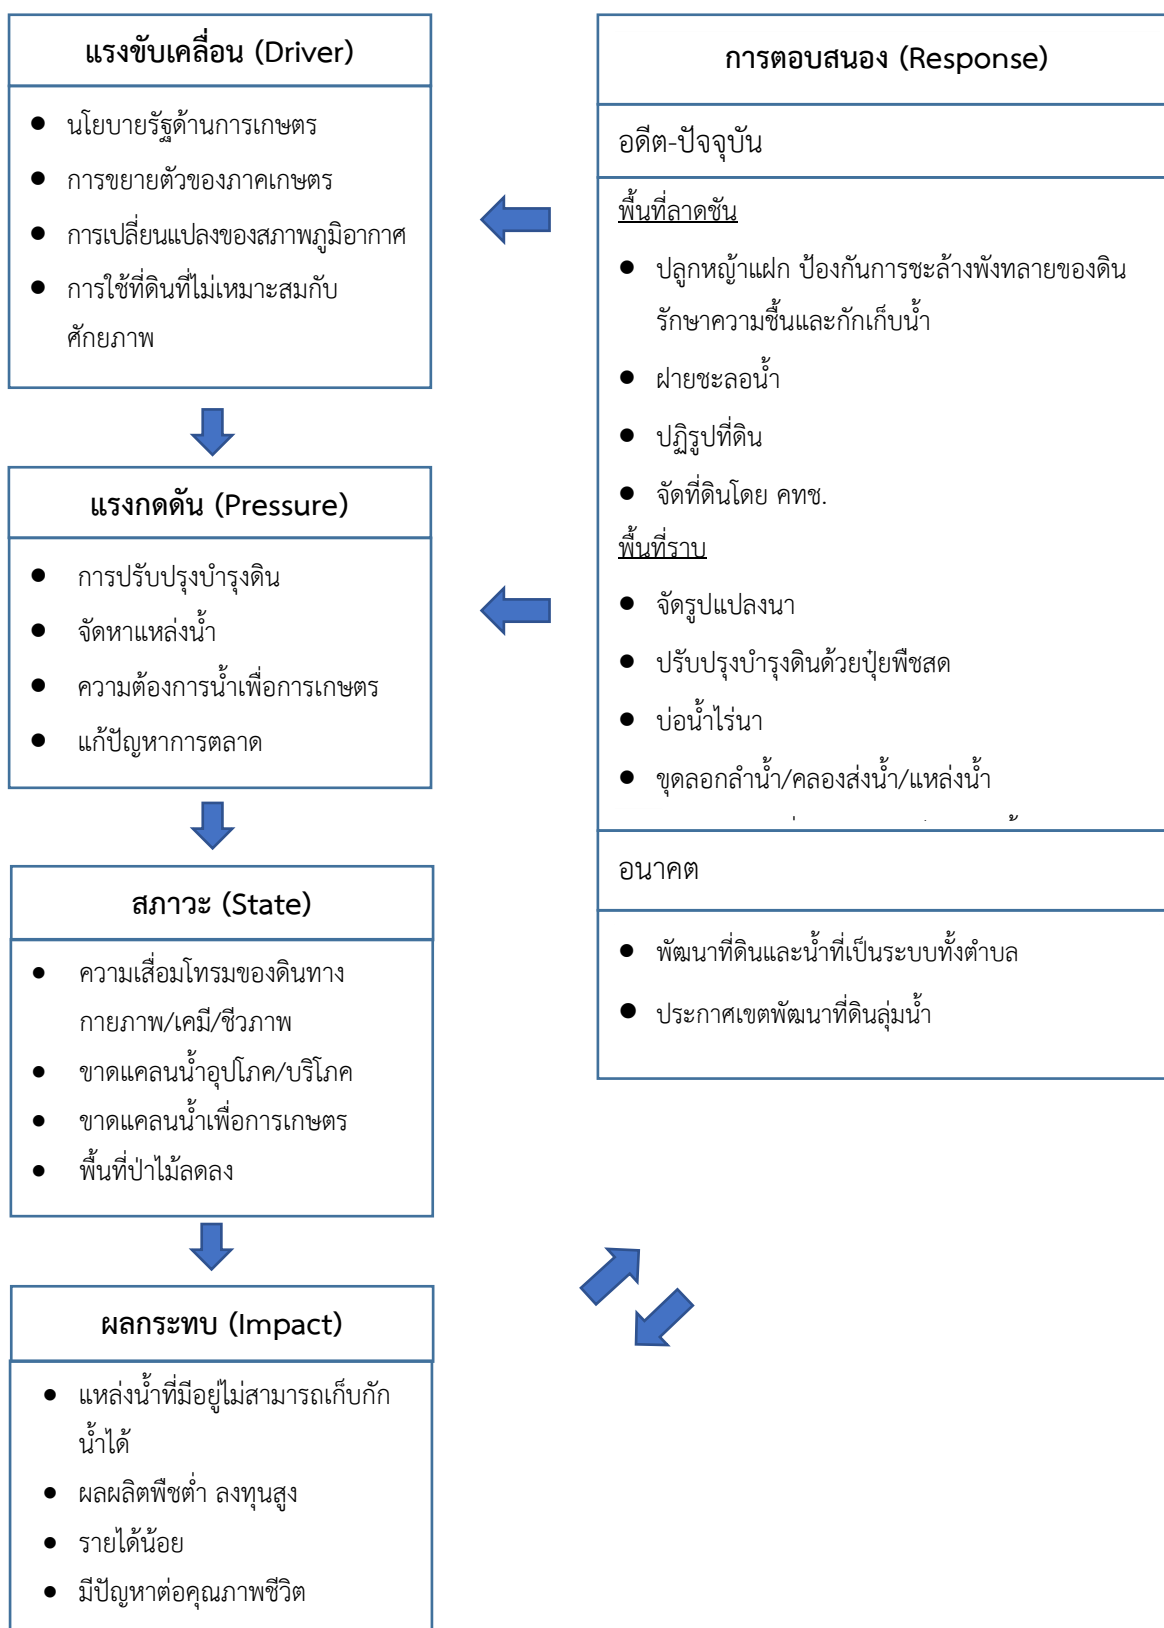 แรงขับเคลื่อน (Driver)
● นโยบายรัฐด้านการเกษตร
● การขยายตัวของภาคเกษตร
● การเปลี่ยนแปลงของสภาพภูมิอากาศ
● การใช้ที่ดินที่ไม่เหมาะสมกับ
ศักยภาพ
แรงกดดัน (Pressure)
● การปรับปรุงบำรุงดิน
● จัดหาแหล่งน้ำ
● ความต้องการน้ำเพื่อการเกษตร
● แก้ปัญหาการตลาด
สภาวะ (State)
● ความเสื่อมโทรมของดินทาง
กายภาพ/เคมี/ชีวภาพ
● ขาดแคลนน้ำอุปโภค/บริโภค
● ขาดแคลนน้ำเพื่อการเกษตร
● พื้นที่ป่าไม้ลดลง
ผลกระทบ (Impact)
● แหล่งน้ำที่มีอยู่ไม่สามารถเก็บกัก
น้ำได้
● ผลผลิตพืชต่ำ ลงทุนสูง
● รายได้น้อย
● มีปัญหาต่อคุณภาพชีวิต
การตอบสนอง (Response)
อดีต-ปัจจุบัน
พื้นที่ลาดชัน
● ปลูกหญ้าแฝก ป้องกันการชะล้างพังทลายของดิน
รักษาความชื้นและกักเก็บน้ำ
● ฝายชะลอน้ำ
● ปฏิรูปที่ดิน
● จัดที่ดินโดย คทช.
พื้นที่ราบ
● จัดรูปแปลงนา
● ปรับปรุงบำรุงดินด้วยปุ๋ยพืชสด
● บ่อน้ำไร่นา
● ขุดลอกลำน้ำ/คลองส่งน้ำ/แหล่งน้ำ
อนาคต
● พัฒนาที่ดินและน้ำที่เป็นระบบทั้งตำบล
● ประกาศเขตพัฒนาที่ดินลุ่มน้ำ